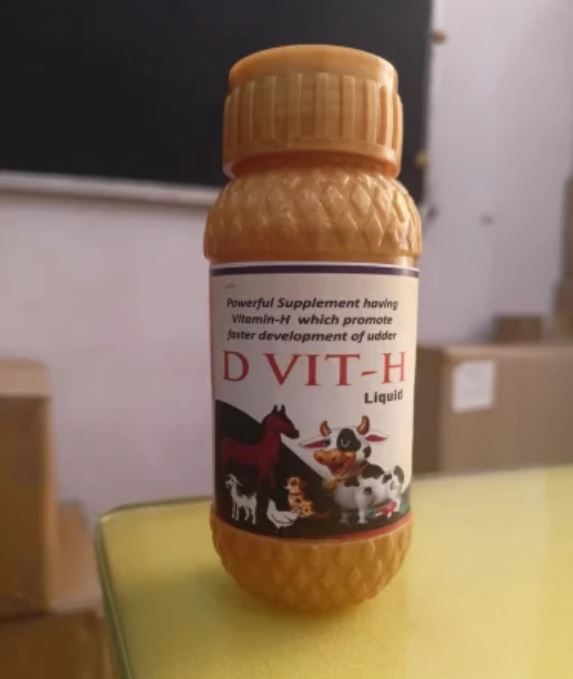 Powerful Supplement having
Vitamin-H which promote
faster development of udder
D VIT-H
Liquid